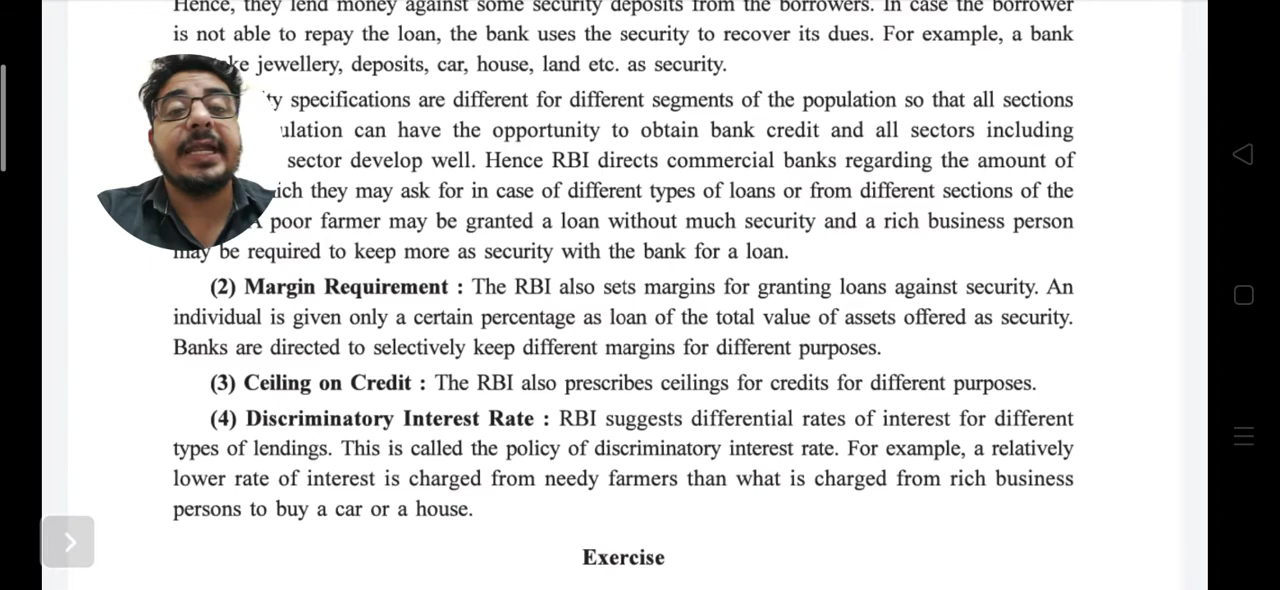 Hence, they lend money against some security deposits from the borrowers. In case the borrower
is not able to repay the loan, the bank uses the security to recover its dues. For example, a bank
jewellery, deposits, car, house, land etc. as security.
specifications are different for different segments of the population so that all sections
can have the opportunity to obtain bank credit and all sectors including
sector develop well. Hence RBI directs commercial banks regarding the amount of
they may ask for in case of different types of loans or from different sections of the
poor farmer may be granted a loan without much security and a rich business person
may be required to keep more as security with the bank for a loan.
(2) Margin Requirement : The RBI also sets margins for granting loans against security. An
individual is given only a certain percentage as loan of the total value of assets offered as security.
Banks are directed to selectively keep different margins for different purposes.
(3) Ceiling on Credit : The RBI also prescribes ceilings for credits for different purposes.
(4) Discriminatory Interest Rate : RBI suggests differential rates of interest for different
types of lendings. This is called the policy of discriminatory interest rate. For example, a relatively
lower rate of interest is charged from needy farmers than what is charged from rich business
persons to buy a car or a house.
Exercise